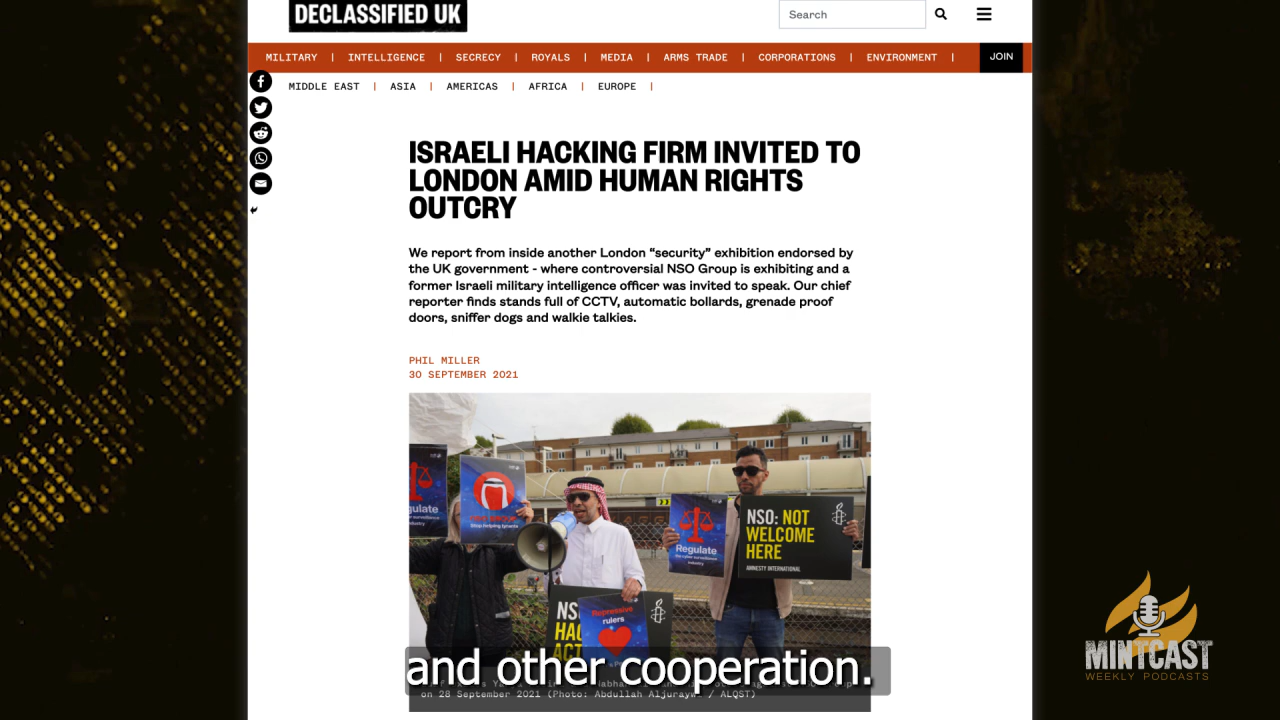 DECLASSIFIED UK
Search
MILITARY | INTELLIGENCE | SECRECY | ROYALS | MEDIA | ARMS TRADE | CORPORATIONS | ENVIRONMENT |
JOIN
MIDDLE EAST | ASIA | AMERICAS | AFRICA | EUROPE |
ISRAELI HACKING FIRM INVITED TO
LONDON AMID HUMAN RIGHTS
OUTCRY
We report from inside another London “security” exhibition endorsed by
the UK government - where controversial NSO Group is exhibiting and a
former Israeli military intelligence officer was invited to speak. Our chief
reporter finds stands full of CCTV, automatic bollards, grenade proof
doors, sniffer dogs and walkie talkies.
PHIL MILLER
30 SEPTEMBER 2021
Regulate
industry
NSO: NOT
WELCOME
HERE
AMNESTY INTERNATIONAL
Repressive
rulers
and other cooperation.
on 28 September 2021 (Photo: Abdullah / ALQST)
MINTCAST
WEEKLY PODCASTS